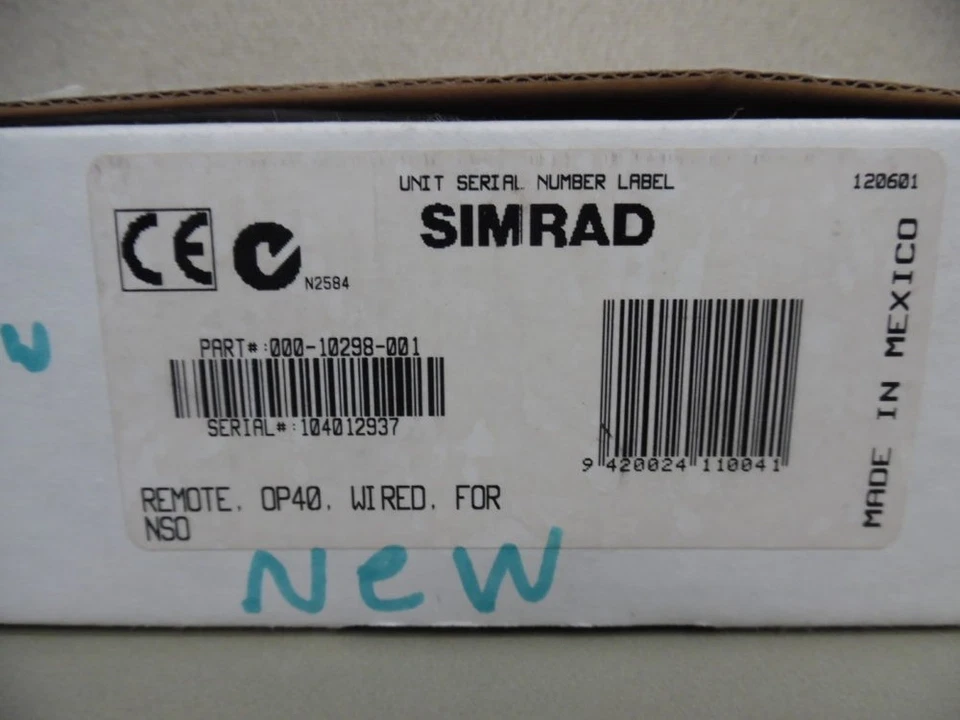 UNIT SERIAL NUMBER LABEL
120601
SIMRAD
CE
N2584
PART#:000-10298-001
SERIAL#:104012937
9 420024 110041
REMOTE, OP40, WIRED, FOR
NSO
MADE IN MEXICO
New